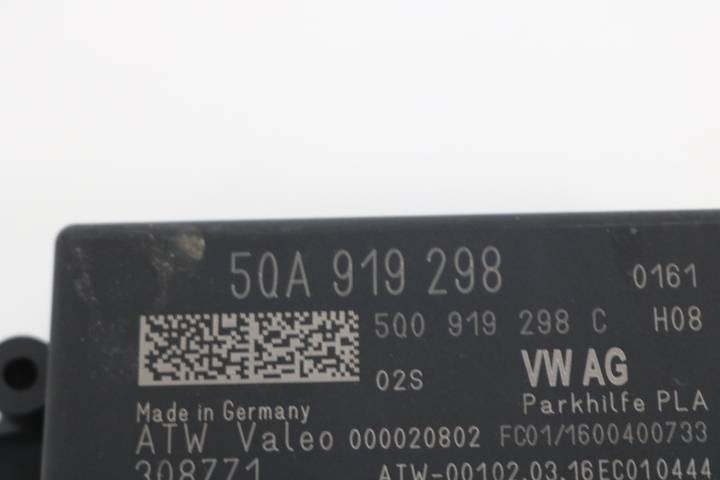 5QA 919 298 0161
5Q0 919 298 C H08
02S VW AG
Made in Germany Parkhilfe PLA
ATW Valeo 000020802 FC01/1600400733
308771 ATW-00102.03.16EC010444